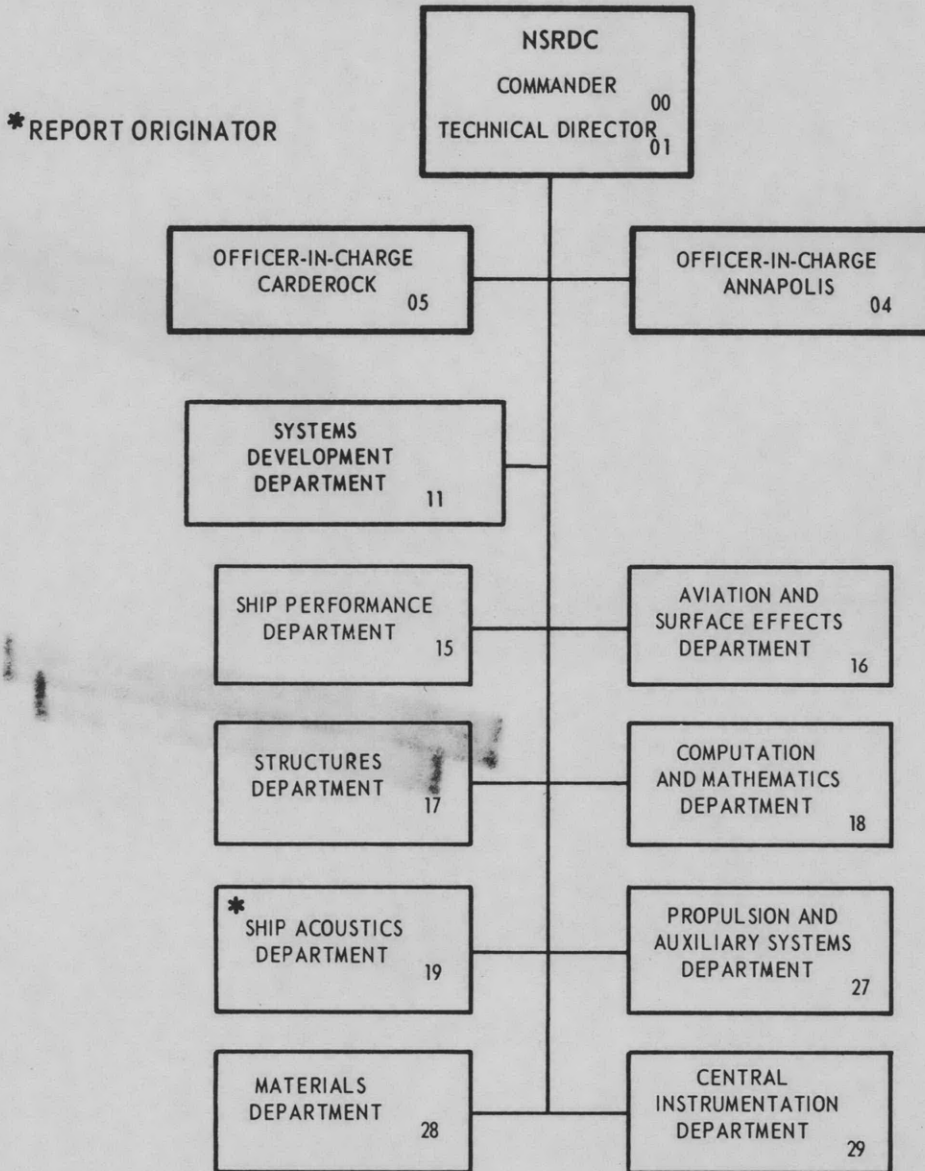 NSRDC
COMMANDER
00
TECHNICAL DIRECTOR
01
* REPORT ORIGINATOR
OFFICER-IN-CHARGE
CARDEROCK
05
OFFICER-IN-CHARGE
ANNAPOLIS
04
SYSTEMS
DEVELOPMENT
DEPARTMENT
11
SHIP PERFORMANCE
DEPARTMENT
15
AVIATION AND
SURFACE EFFECTS
DEPARTMENT
16
STRUCTURES
DEPARTMENT
17
COMPUTATION
AND MATHEMATICS
DEPARTMENT
18
*
SHIP ACOUSTICS
DEPARTMENT
19
PROPULSION AND
AUXILIARY SYSTEMS
DEPARTMENT
27
MATERIALS
DEPARTMENT
28
CENTRAL
INSTRUMENTATION
DEPARTMENT
29